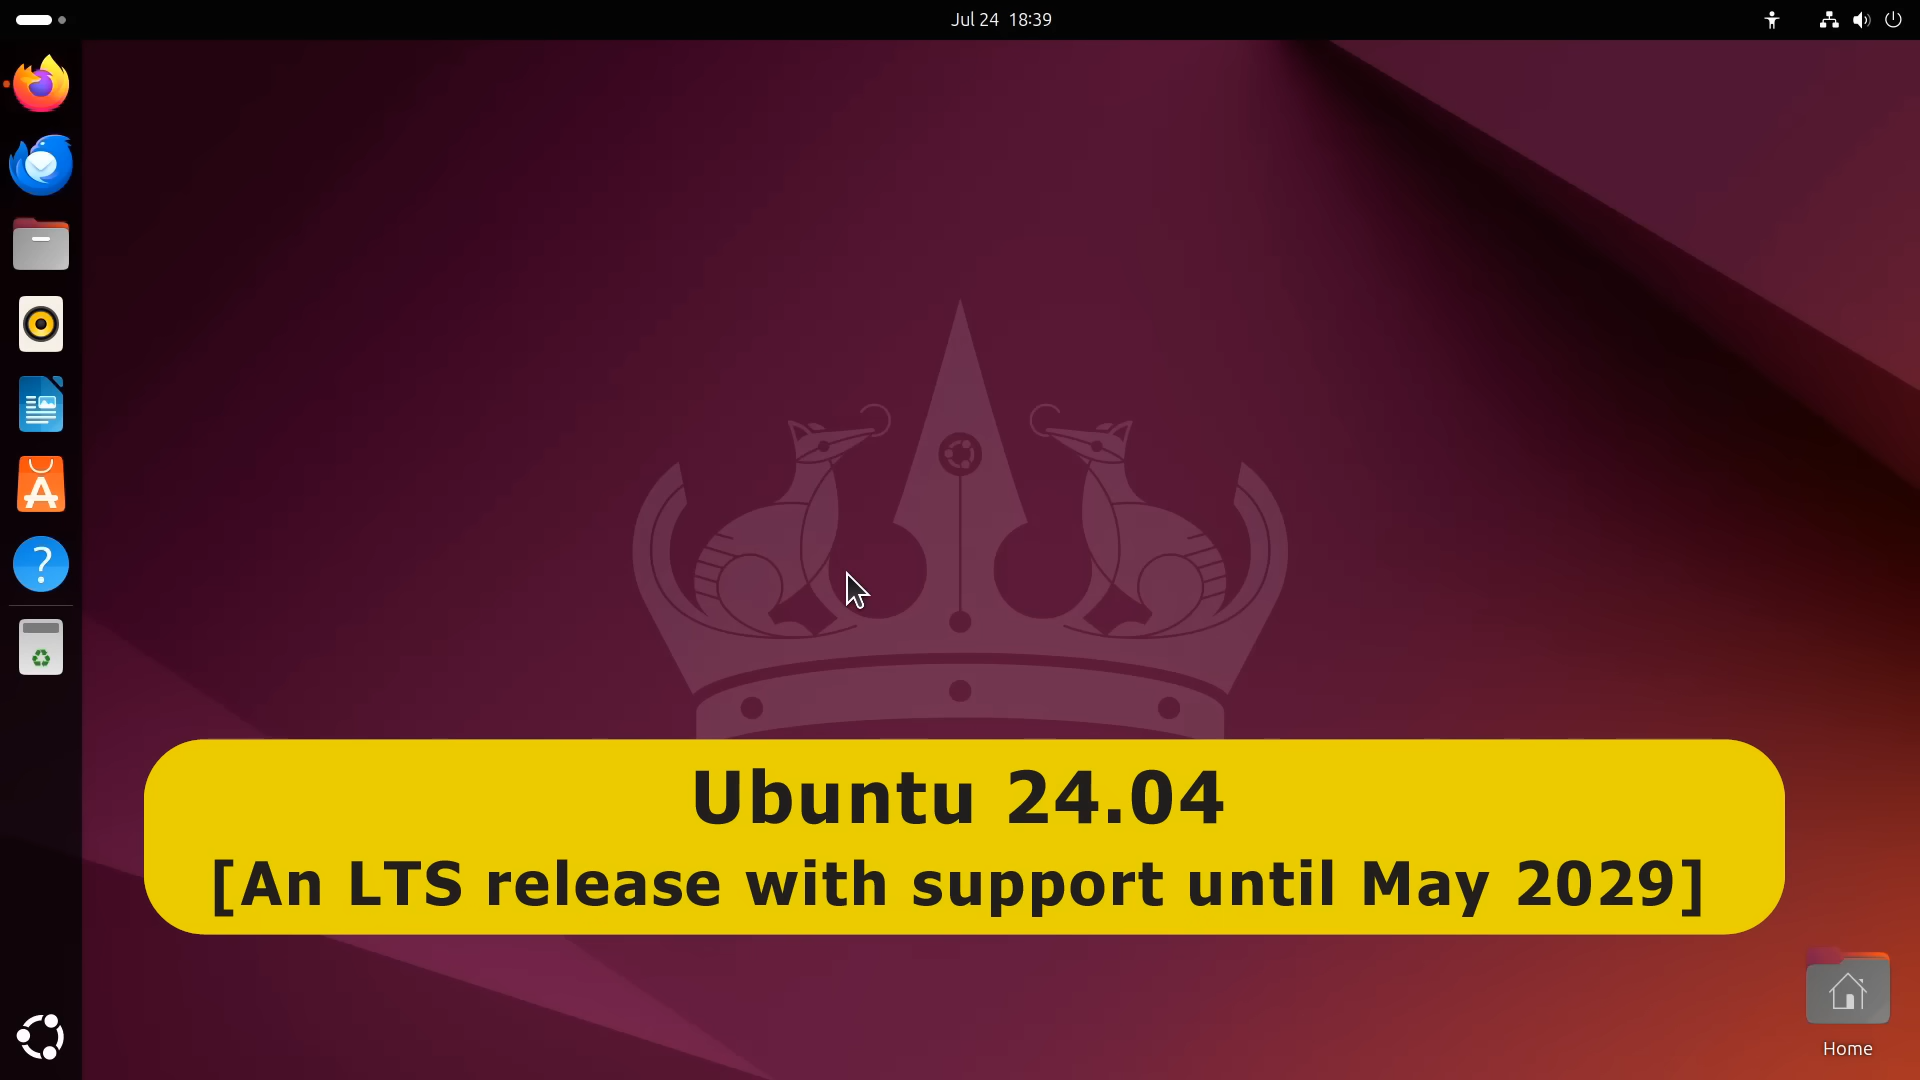 Jul 24 18:39
Ubuntu 24.04
[An LTS release with support until May 2029]
Home